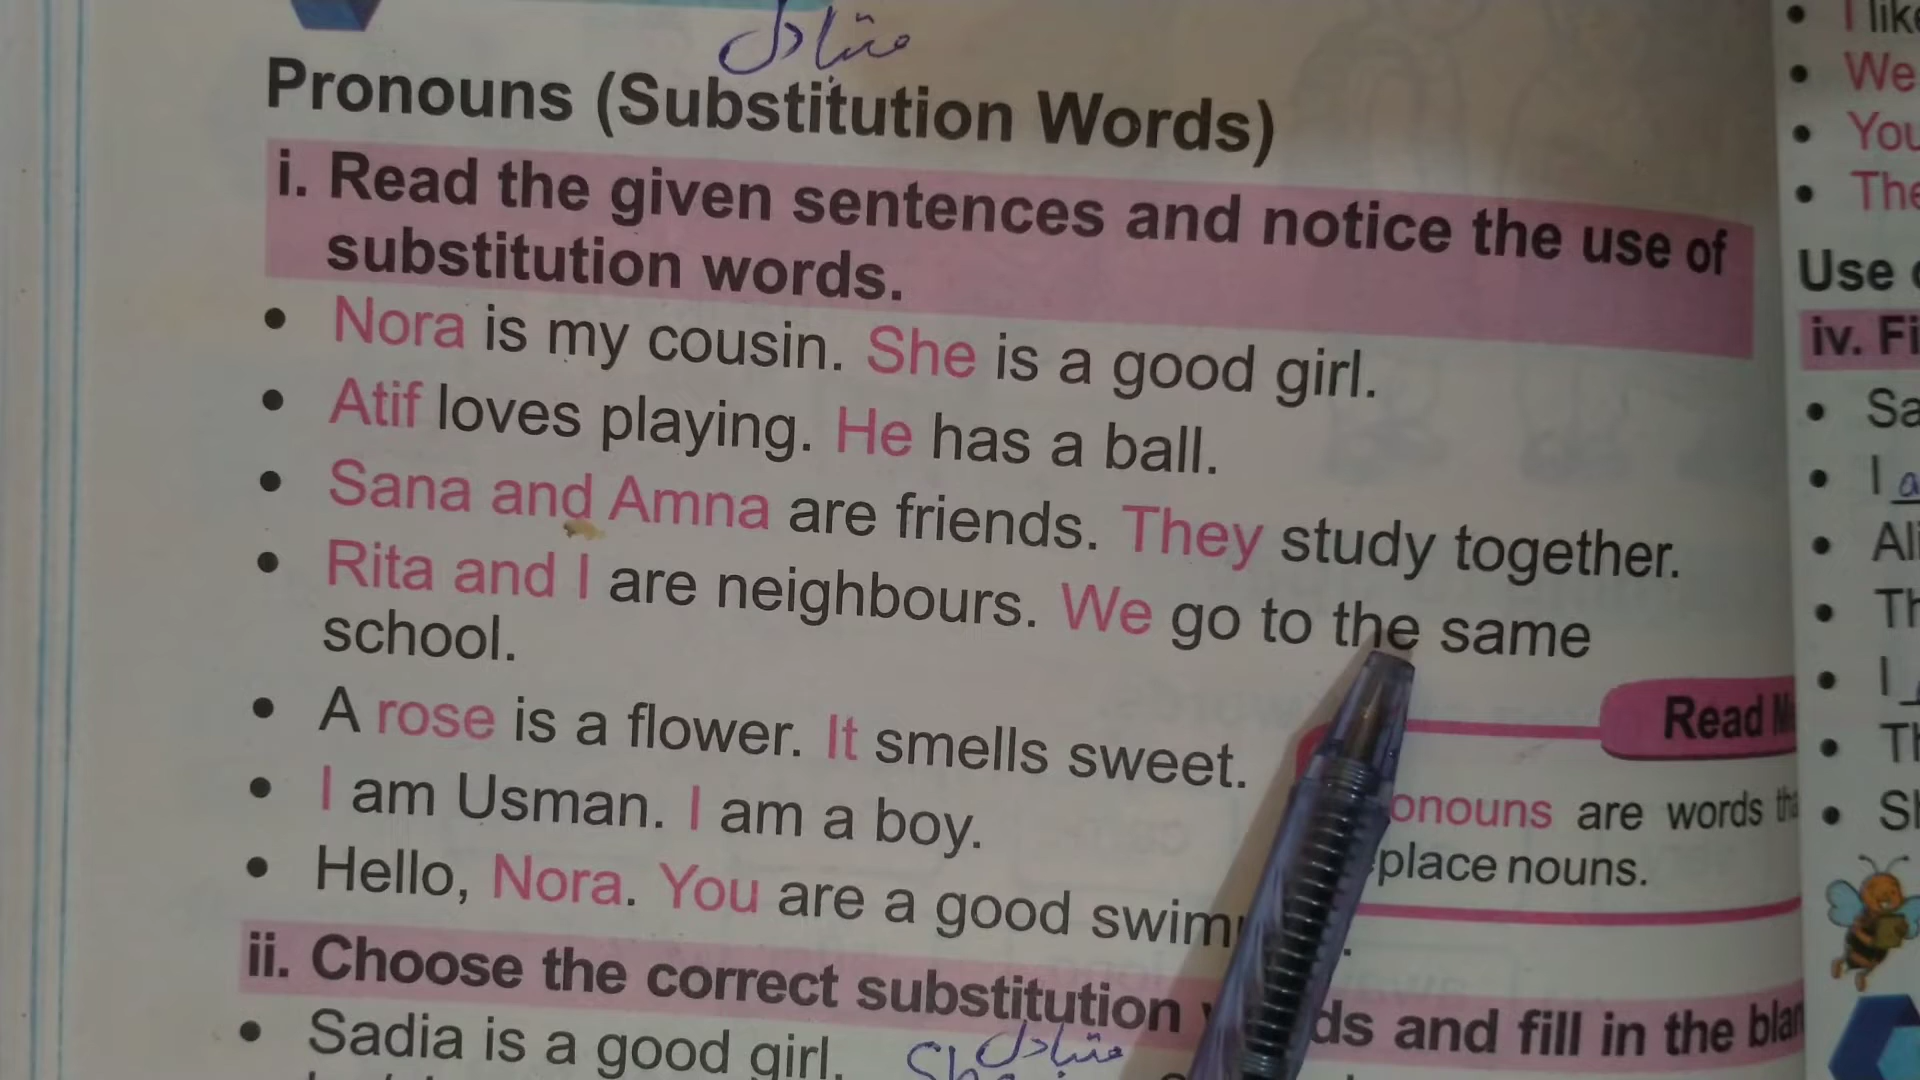 متبادل
Pronouns (Substitution Words)
i. Read the given sentences and notice the use of
substitution words.
• Nora is my cousin. She is a good girl.
• Atif loves playing. He has a ball.
• Sana and Amna are friends. They study together.
• Rita and I are neighbours. We go to the same
school.
• A rose is a flower. It smells sweet.
• I am Usman. I am a boy.
• Hello, Nora. You are a good
Read
onouns are words
place nouns.
ii. Choose the correct substitution and fill in the
متبادل
• Sadia is a good girl.
• I
• We
• You
Use
iv.
• I
• I